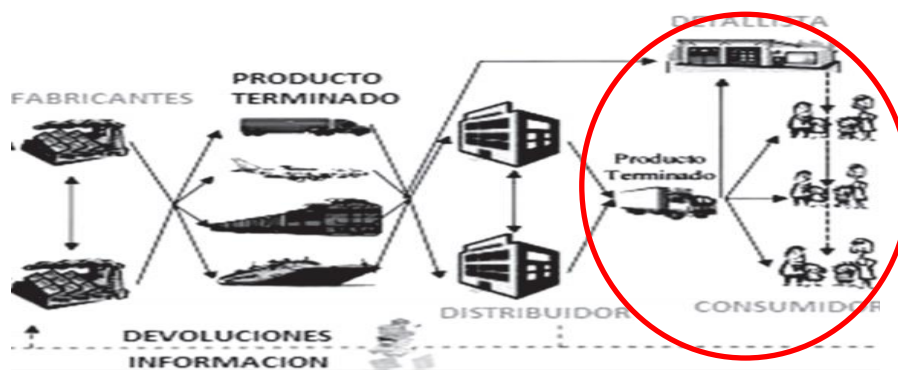 DETALLISTA
PRODUCTO
TERMINADO
FABRICANTES
Producto
Terminado
DISTRIBUIDOR
CONSUMIDOR
DEVOLUCIONES
INFORMACION